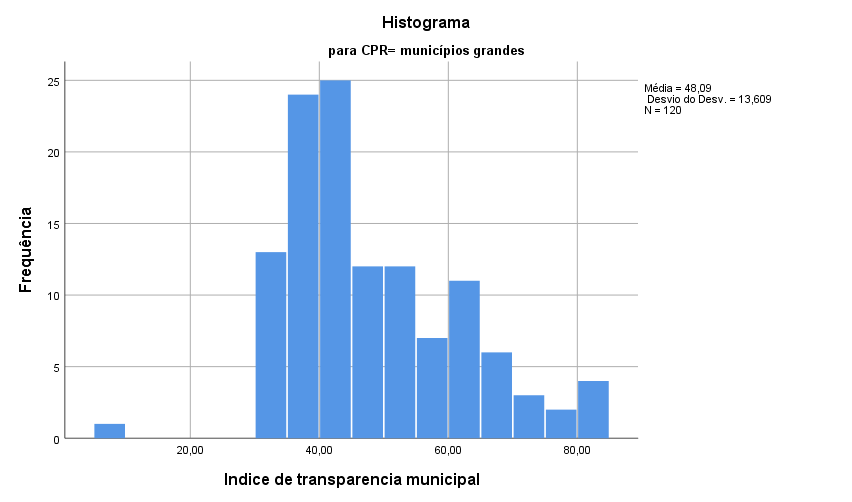 Histograma
para CPR= municípios grandes
Média = 48,09
Desvio do Desv. = 13,609
N = 120
Frequência
25
20
15
10
5
0
20,00 40,00 60,00 80,00
Indice de transparencia municipal